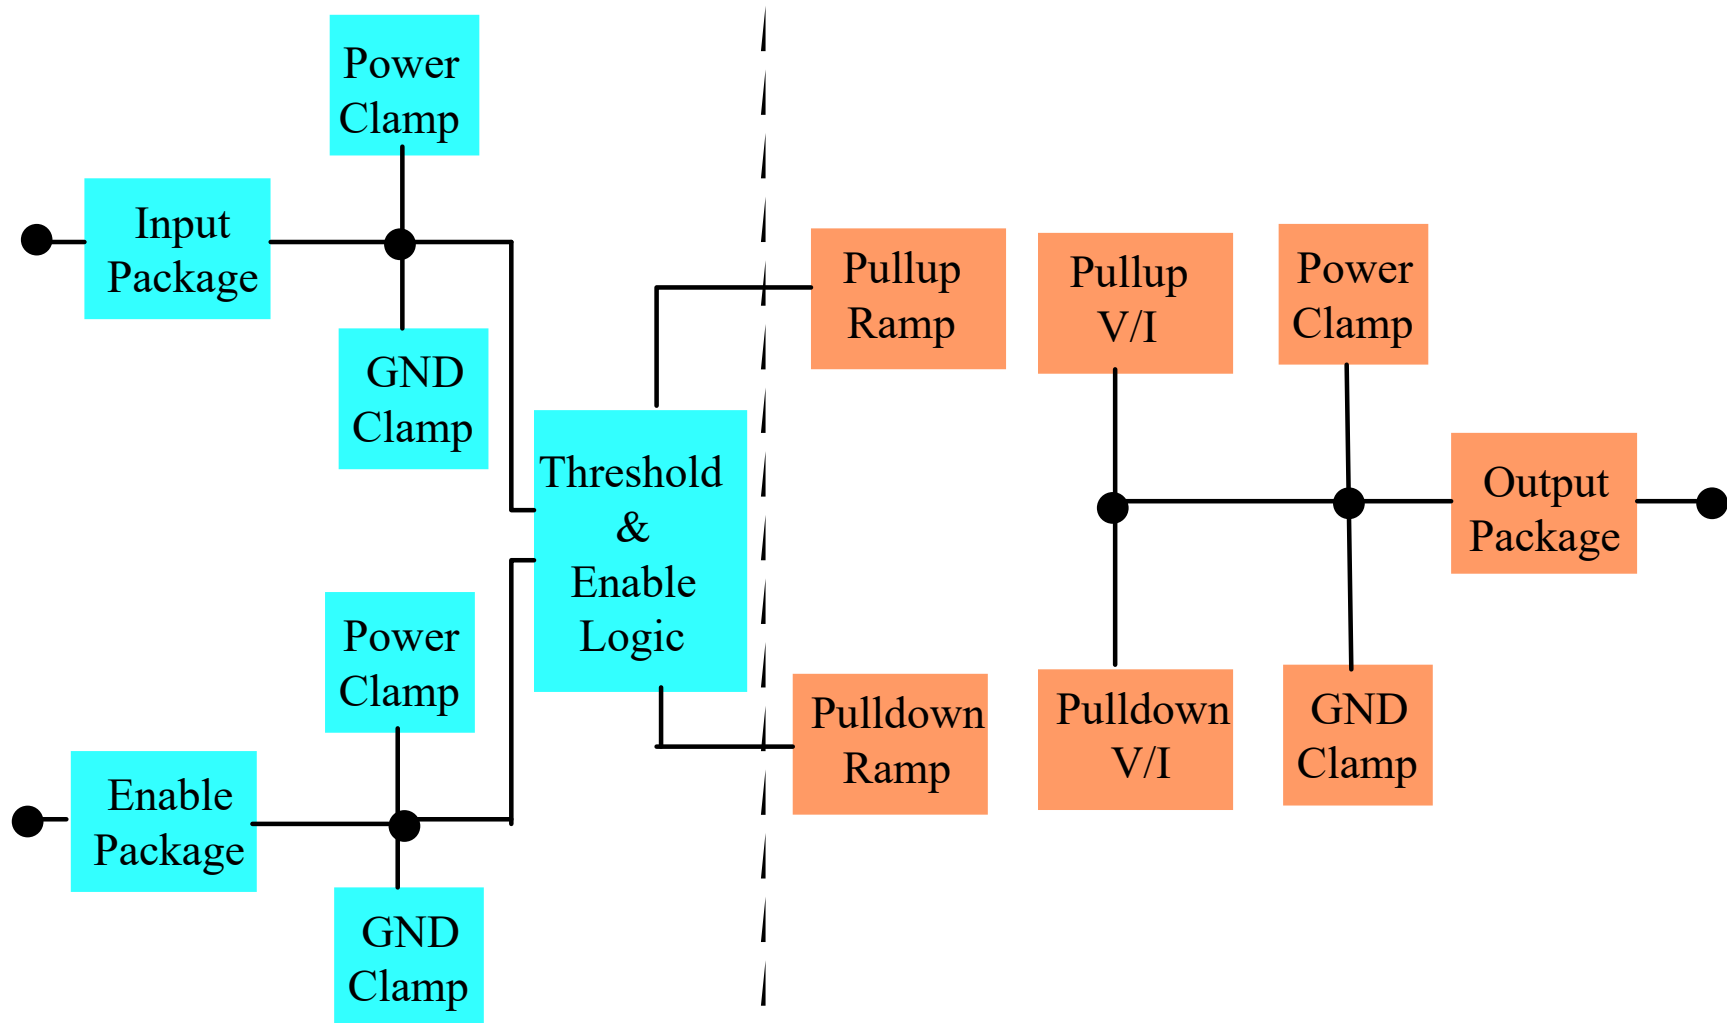 Power
Clamp
Input
Package
GND
Clamp
Threshold
&
Enable
Logic
Power
Clamp
Enable
Package
GND
Clamp
Pullup
Ramp
Pullup
V/I
Power
Clamp
Output
Package
Pulldown
Ramp
Pulldown
V/I
GND
Clamp